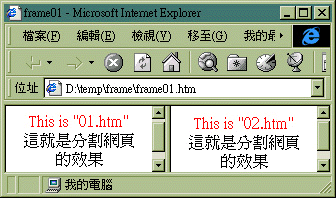 frame01 - Microsoft Internet Explorer
檔案(F) 編輯(E) 檢視(V) 移至(G) 我的最
位址 D:\temp\frame\frame01.htm
This is "01.htm"
這就是分割網頁
的效果
This is "02.htm"
這就是分割網頁
的效果
我的電腦